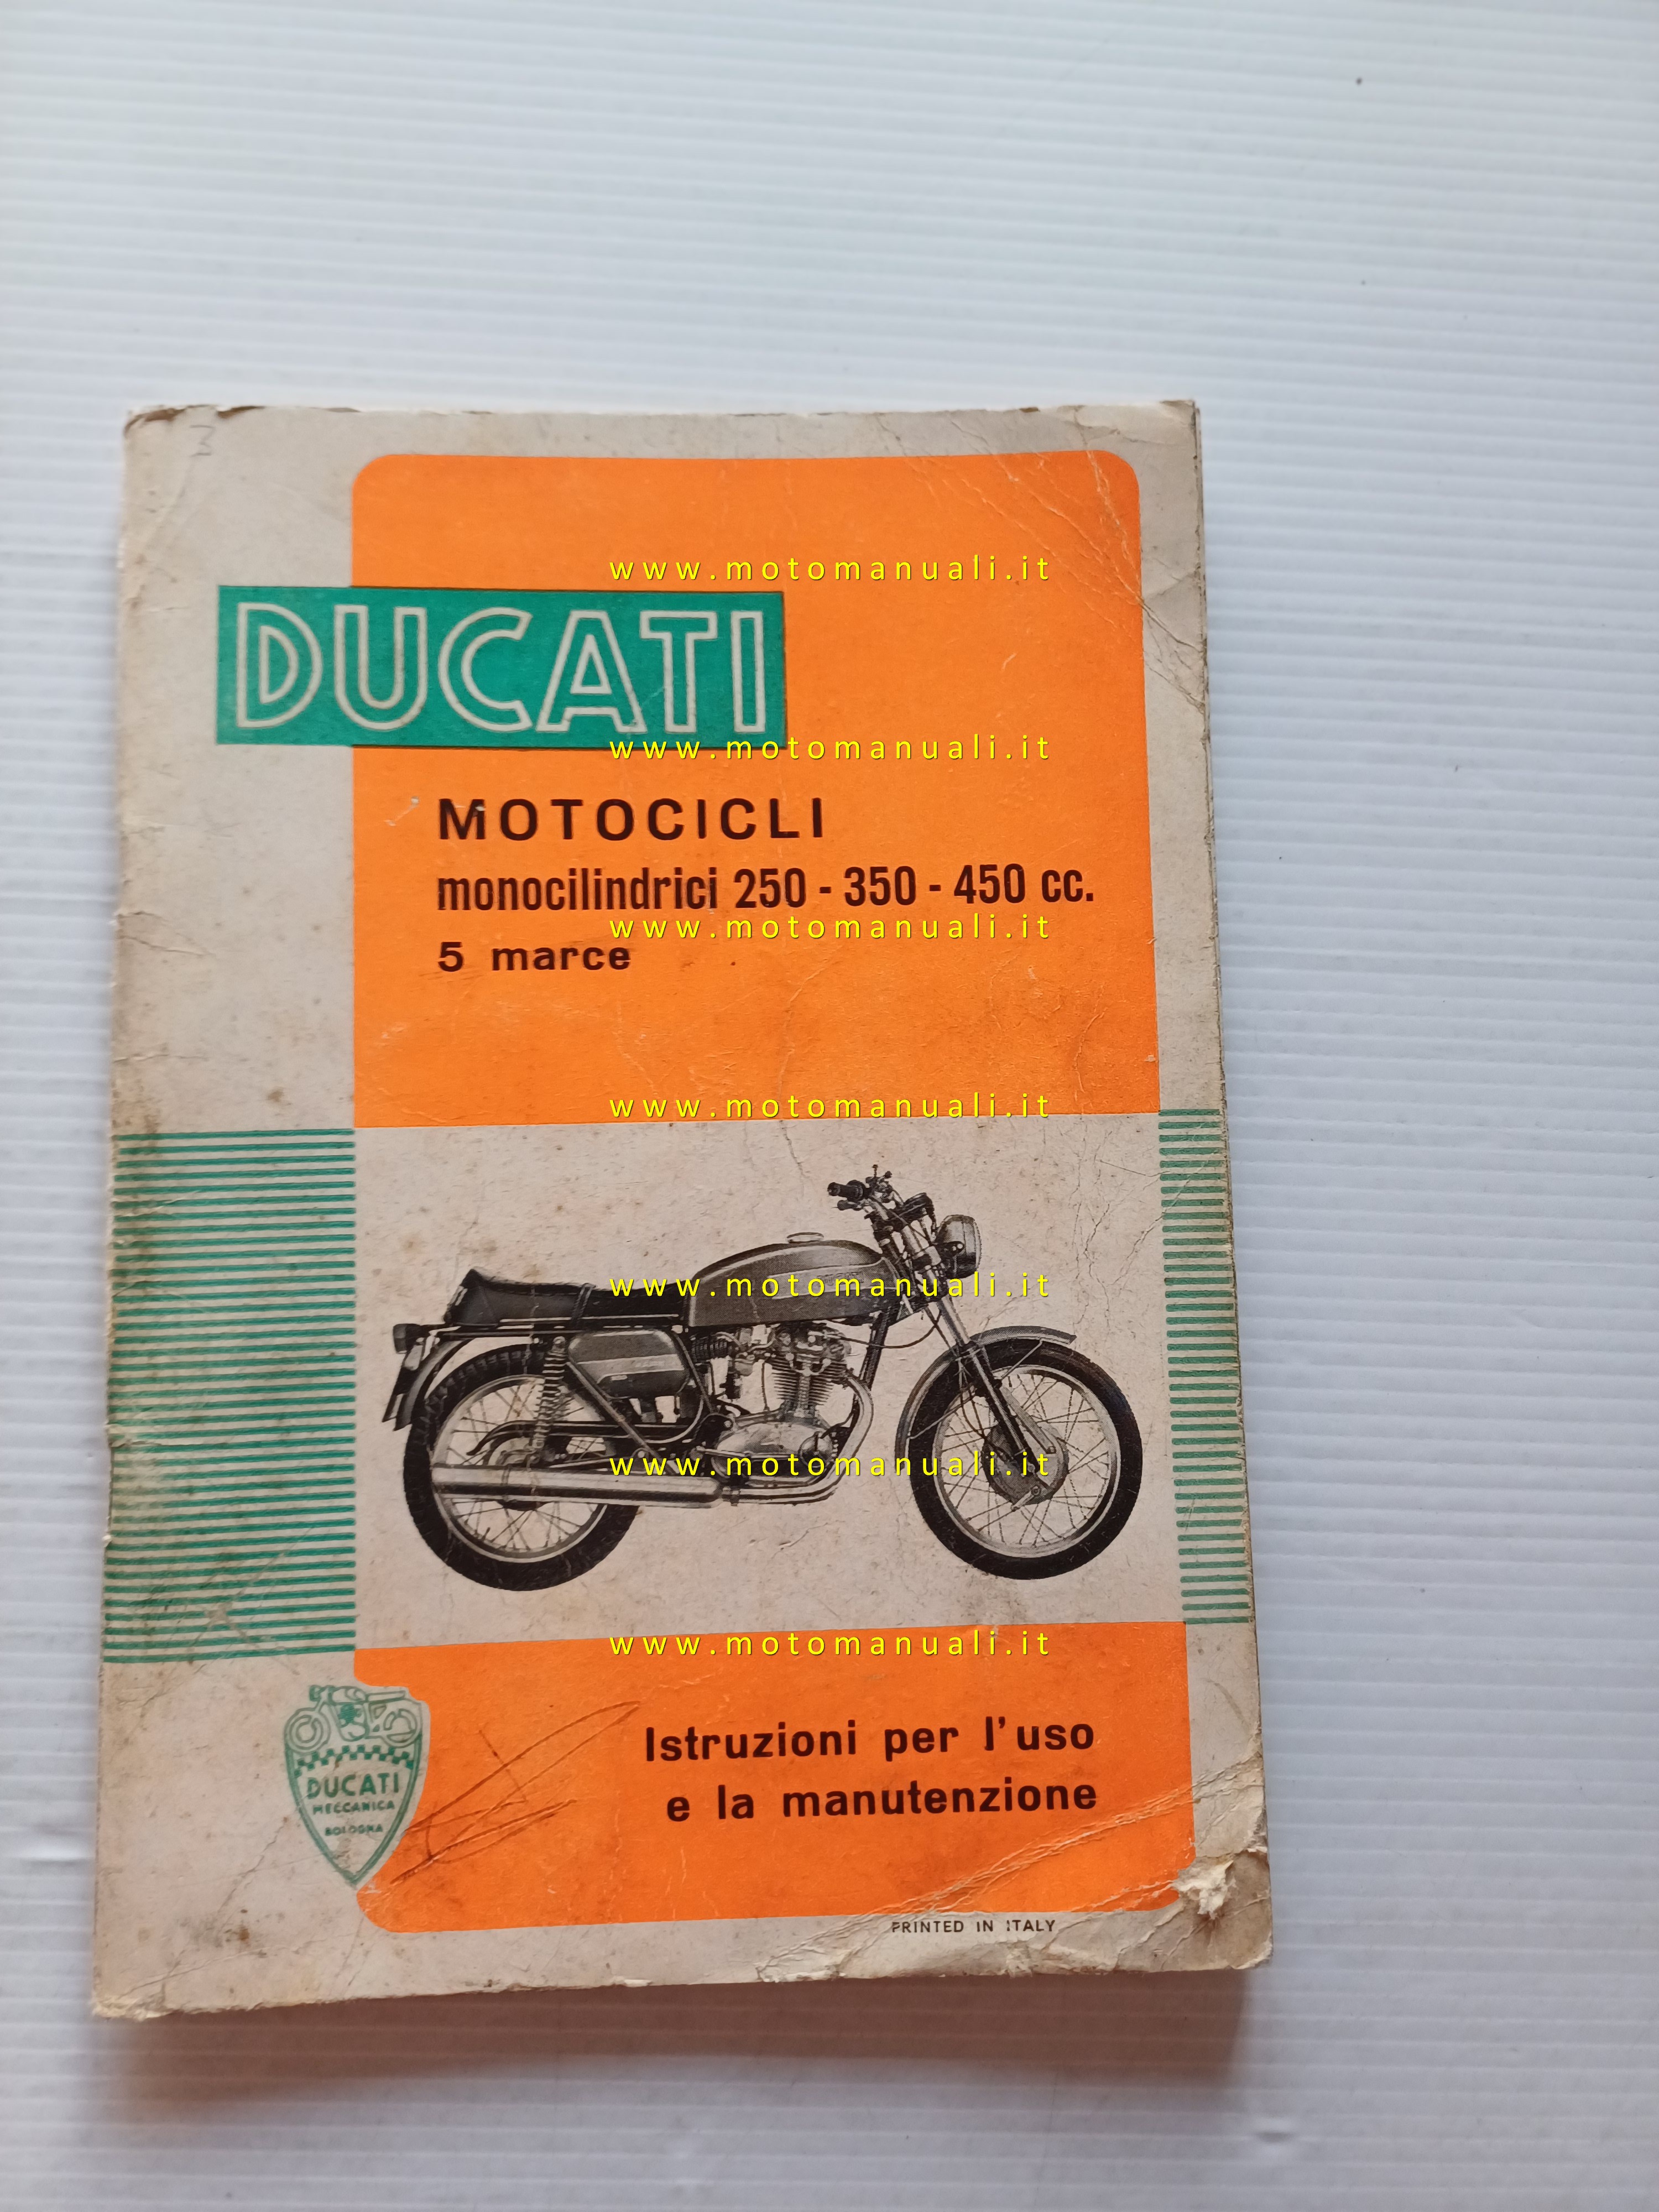 3
www.motomanuali.it
DUCATI
www.motomanuali.it
MOTOCICLI
monocilindrici 250 - 350 - 450 cc.
www.motomanuali.it
5 marce
www.motomanuali.it
www.motomanuali.it
www.motomanuali.it
www.motomanuali.it
DUCATI
MECCANICA
BOLOGNA
Istruzioni per l'uso
e la manutenzione
PRINTED IN ITALY